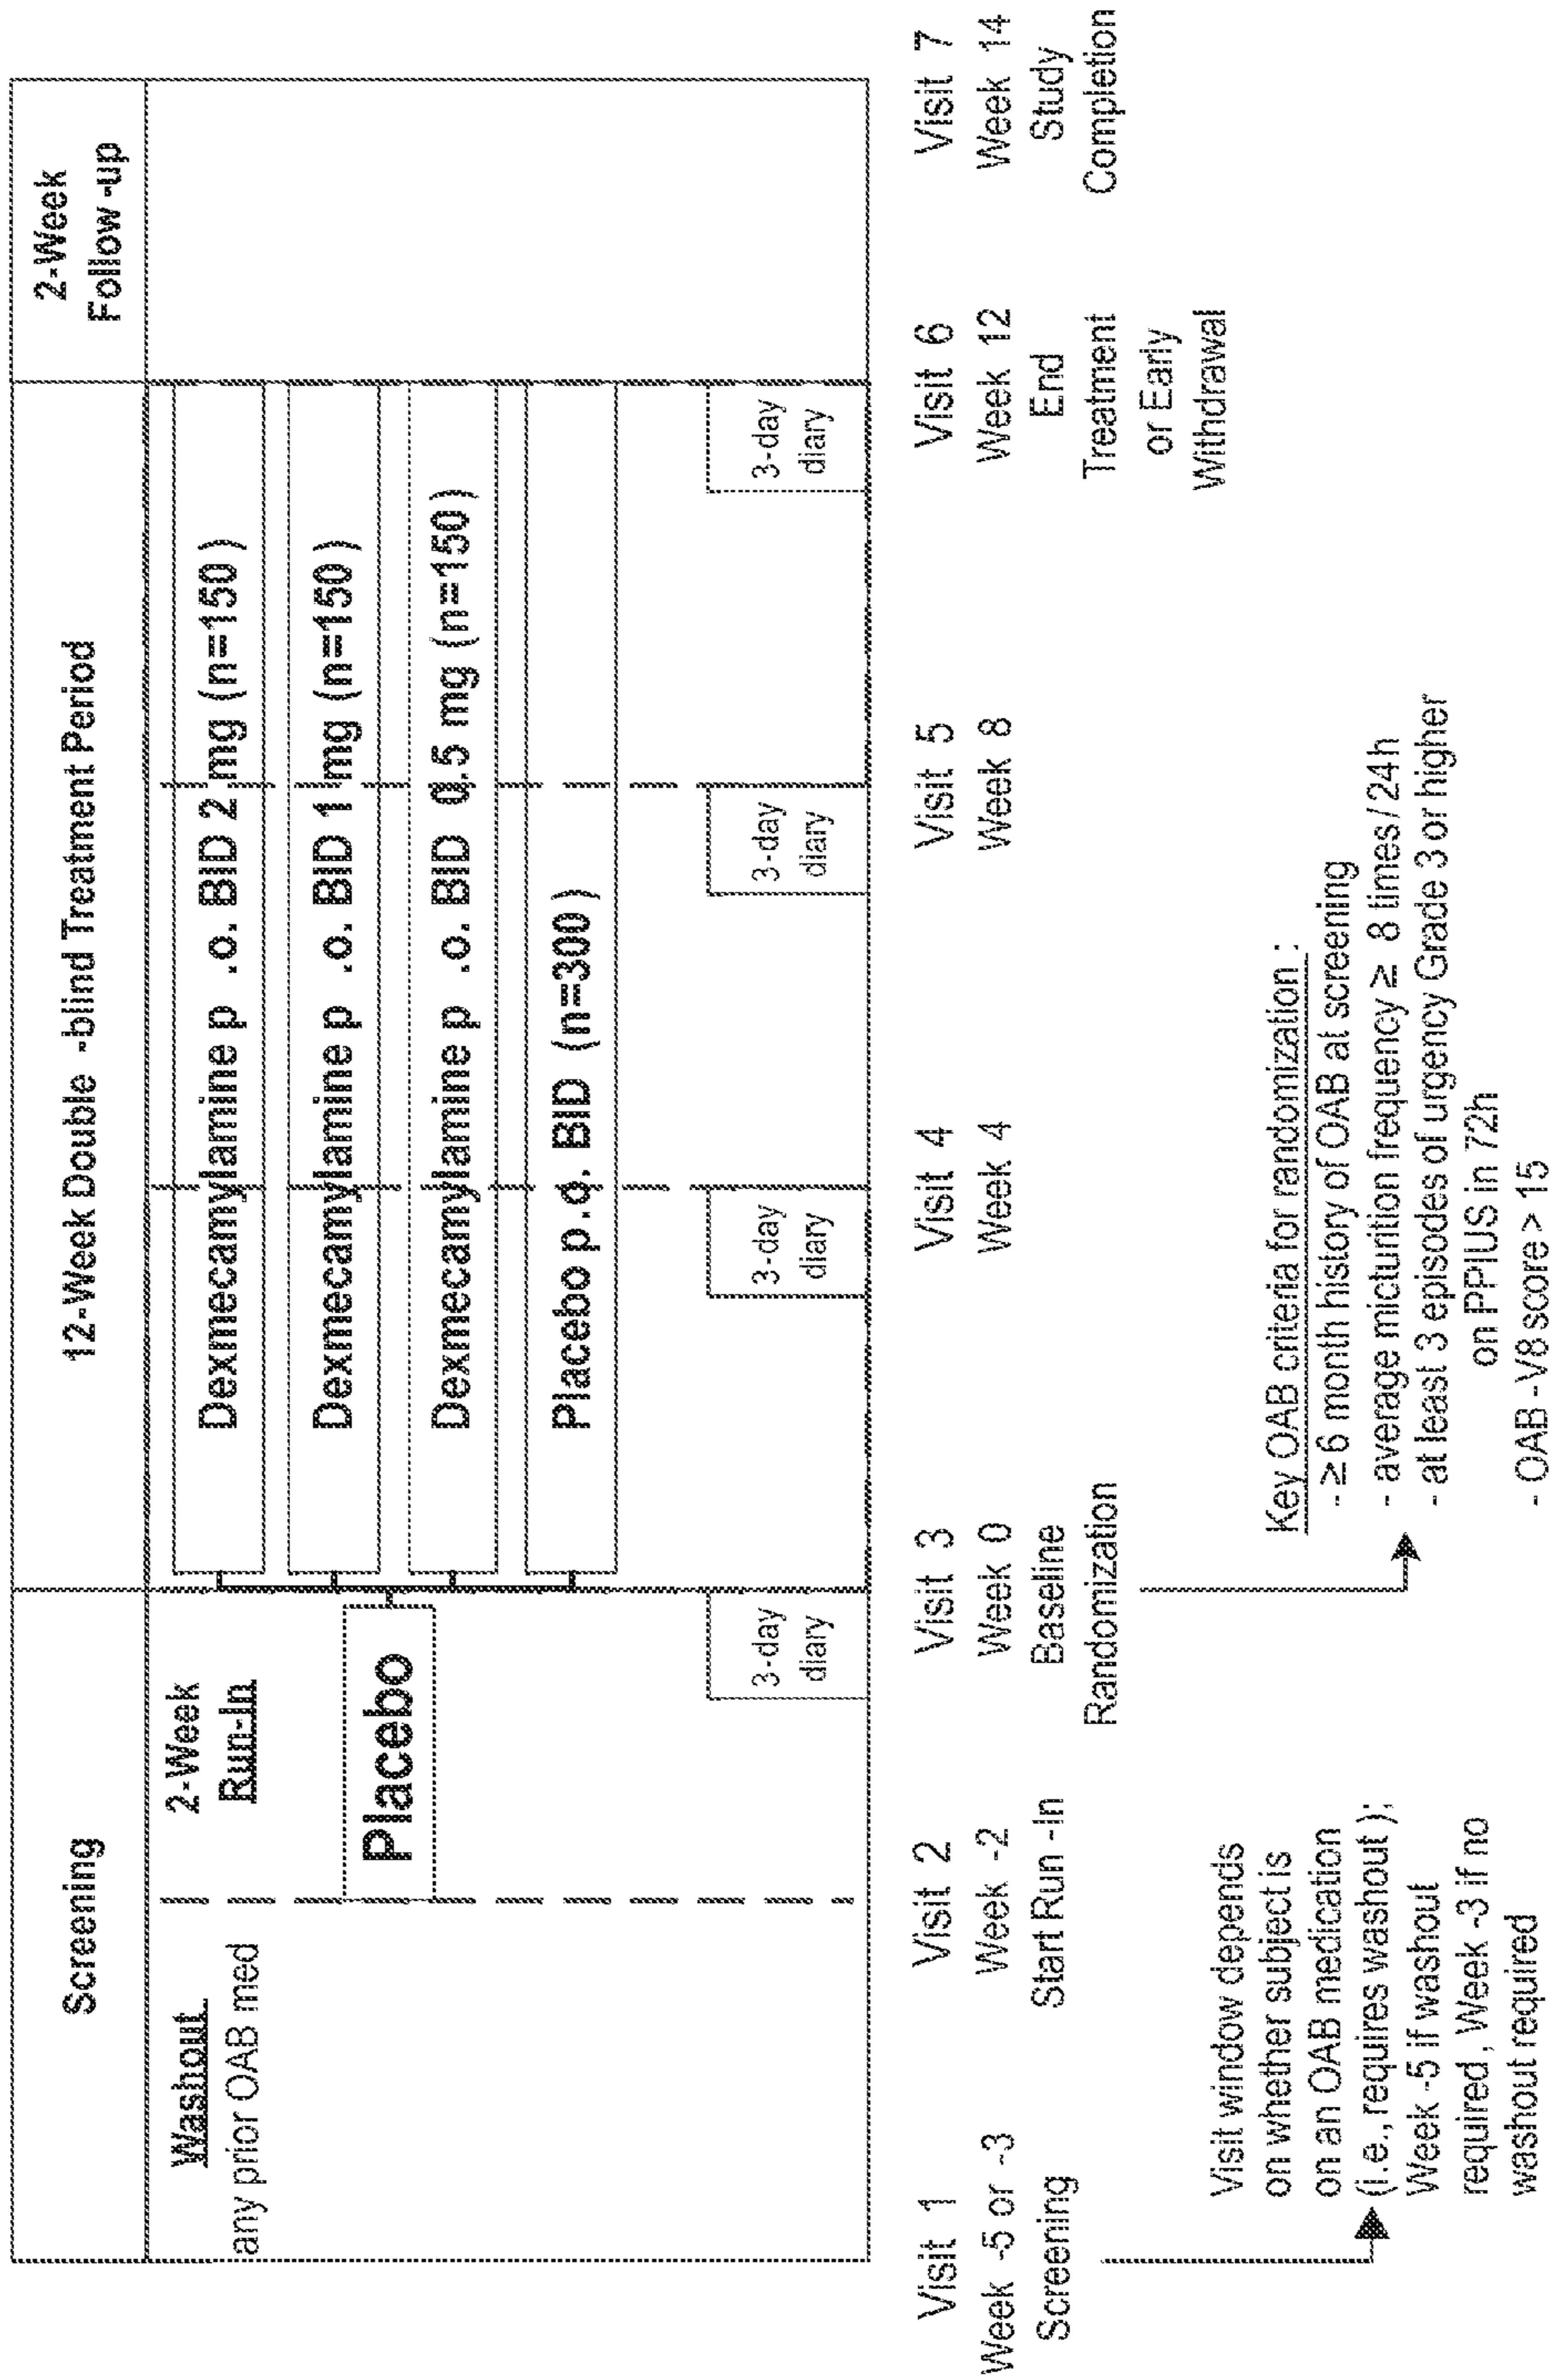 Screening
12-Week Double -blind Treatment Period
2-Week
Follow -up
Washout
any prior OAB med
2-Week
Run-In
Placebo
Dexmecamylamine p .o. BID 2 mg (n=150 )
Dexmecamylamine p .o. BID 1 mg (n=150 )
Dexmecamylamine p .o. BID 0.5 mg (n=150 )
Placebo p.o. BID (n=300 )
3-day
diary
3-day
diary
3-day
diary
3-day
diary
Visit 1
Week -5 or -3
Screening
Visit 2
Week -2
Start Run -In
Visit 3
Week 0
Baseline
Randomization
Visit 4
Week 4
Visit 5
Week 8
Visit 6
Week 12
End
Treatment
or Early
Withdrawal
Visit 7
Week 14
Study
Completion
Visit window depends
on whether subject is
on an OAB medication
(i.e., requires washout ):
Week -5 if washout
required , Week -3 if no
washout required
Key OAB criteria for randomization :
- ≥ 6 month history of OAB at screening
- average micturition frequency ≥ 8 times / 24h
- at least 3 episodes of urgency Grade 3 or higher
on PPIUS in 72h
- OAB -V8 score > 15